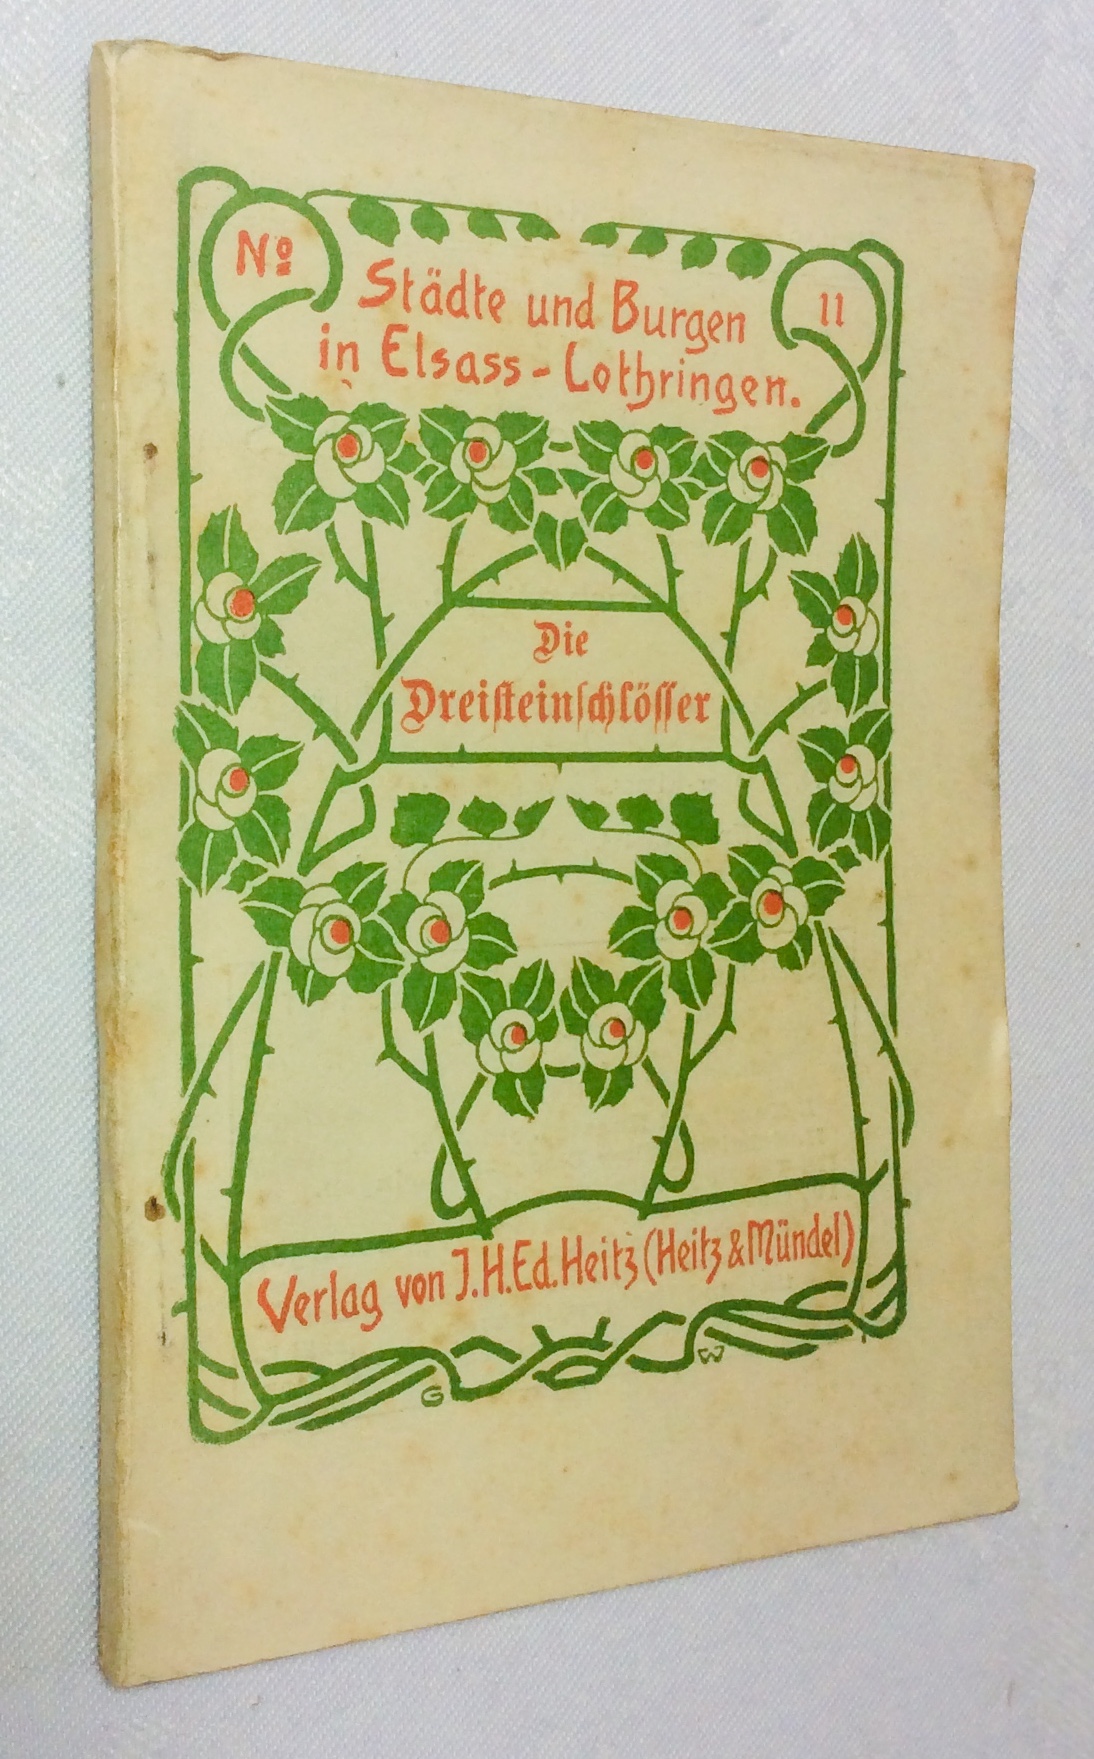 Nº
11
Städte und Burgen
in Elsass-Lothringen.
Die
Dreiſteinſchlöſſer
Verlag von J.H.Ed.Heitz (Heitz & Mündel)
G
W